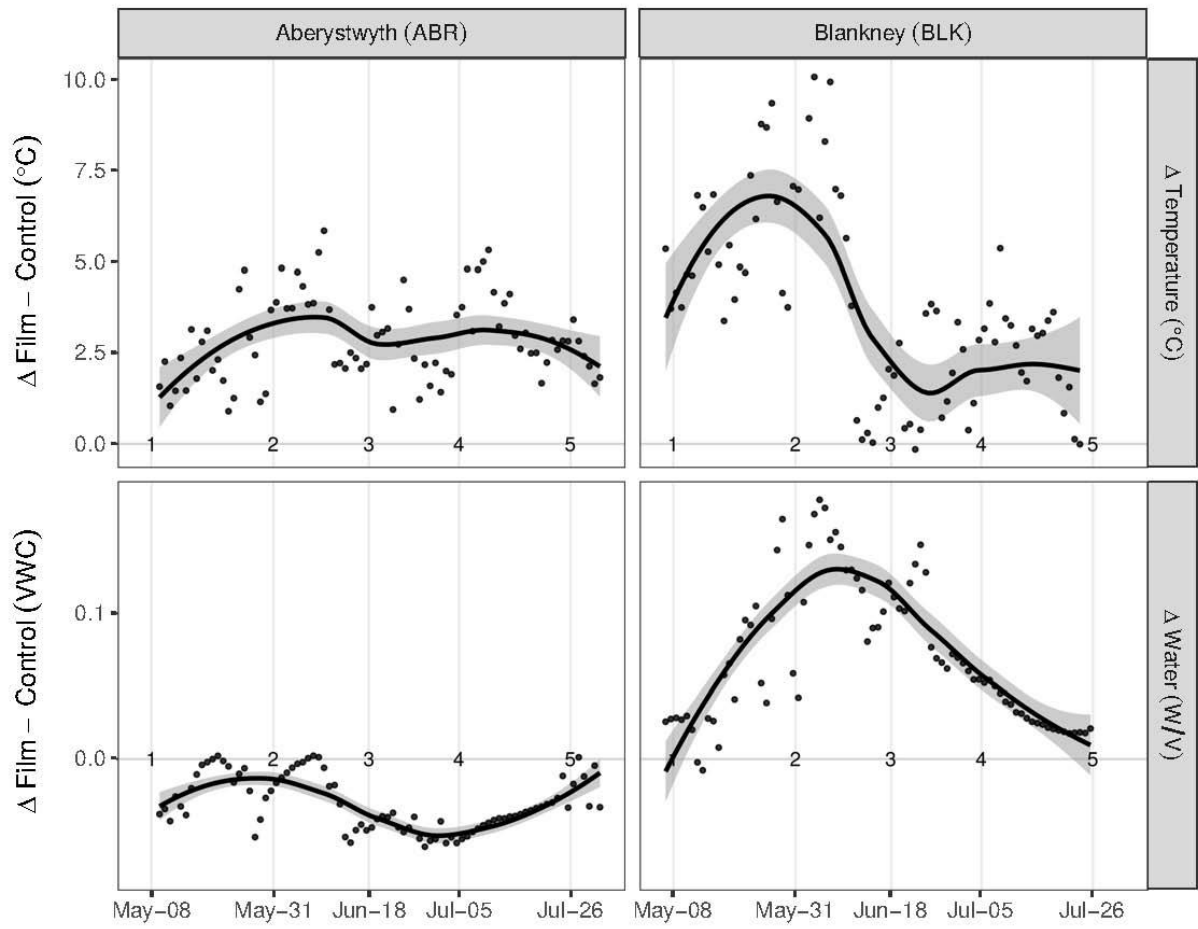 Aberystwyth (ABR)
Blankney (BLK)
Δ Film − Control (°C)
10.0
7.5
5.0
2.5
0.0
1 2 3 4 5
1 2 3 4 5
Δ Temperature (°C)
Δ Film − Control (VWC)
0.1
0.0
1 2 3 4 5
1 2 3 4 5
Δ Water (W/V)
May−08 May−31 Jun−18 Jul−05 Jul−26
May−08 May−31 Jun−18 Jul−05 Jul−26